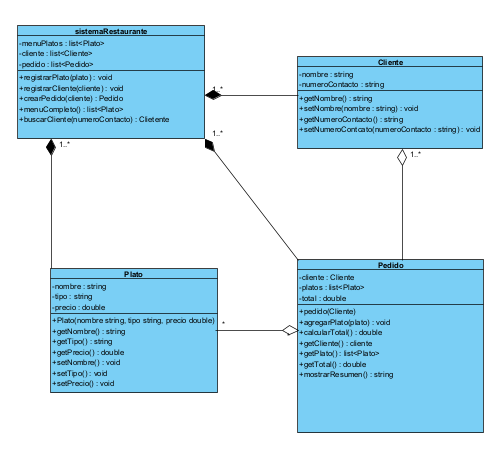 sistemaRestaurante
-menuPlatos : list<Plato>
-cliente : list<Cliente>
-pedido : list<Pedido>
+registrarPlato(plato) : void
+registrarCliente(cliente) : void
+crearPedido(cliente) : Pedido
+menuCompleto() : list<Plato>
+buscarCliente(numeroContacto) : Clietente
1..*
1..*
1..*
Cliente
-nombre : string
-numeroContacto : string
+getNombre() : string
+setNombre(nombre : string) : void
+getNumeroContacto() : string
+setNumeroContcato(numeroContacto : string) : void
1..*
Plato
-nombre : string
-tipo : string
-precio : double
+Plato(nombre string, tipo string, precio double)
+getNombre() : string
+getTipo() : string
+getPrecio() : double
+setNombre() : void
+setTipo() : void
+setPrecio() : void
*
*
Pedido
-cliente : Cliente
-platos : list<Plato>
-total : double
+pedido(Cliente)
+agregarPlato(plato) : void
+calcularTotal() : double
+getCliente() : cliente
+getPlato() : list<Plato>
+getTotal() : double
+mostrarResumen() : string